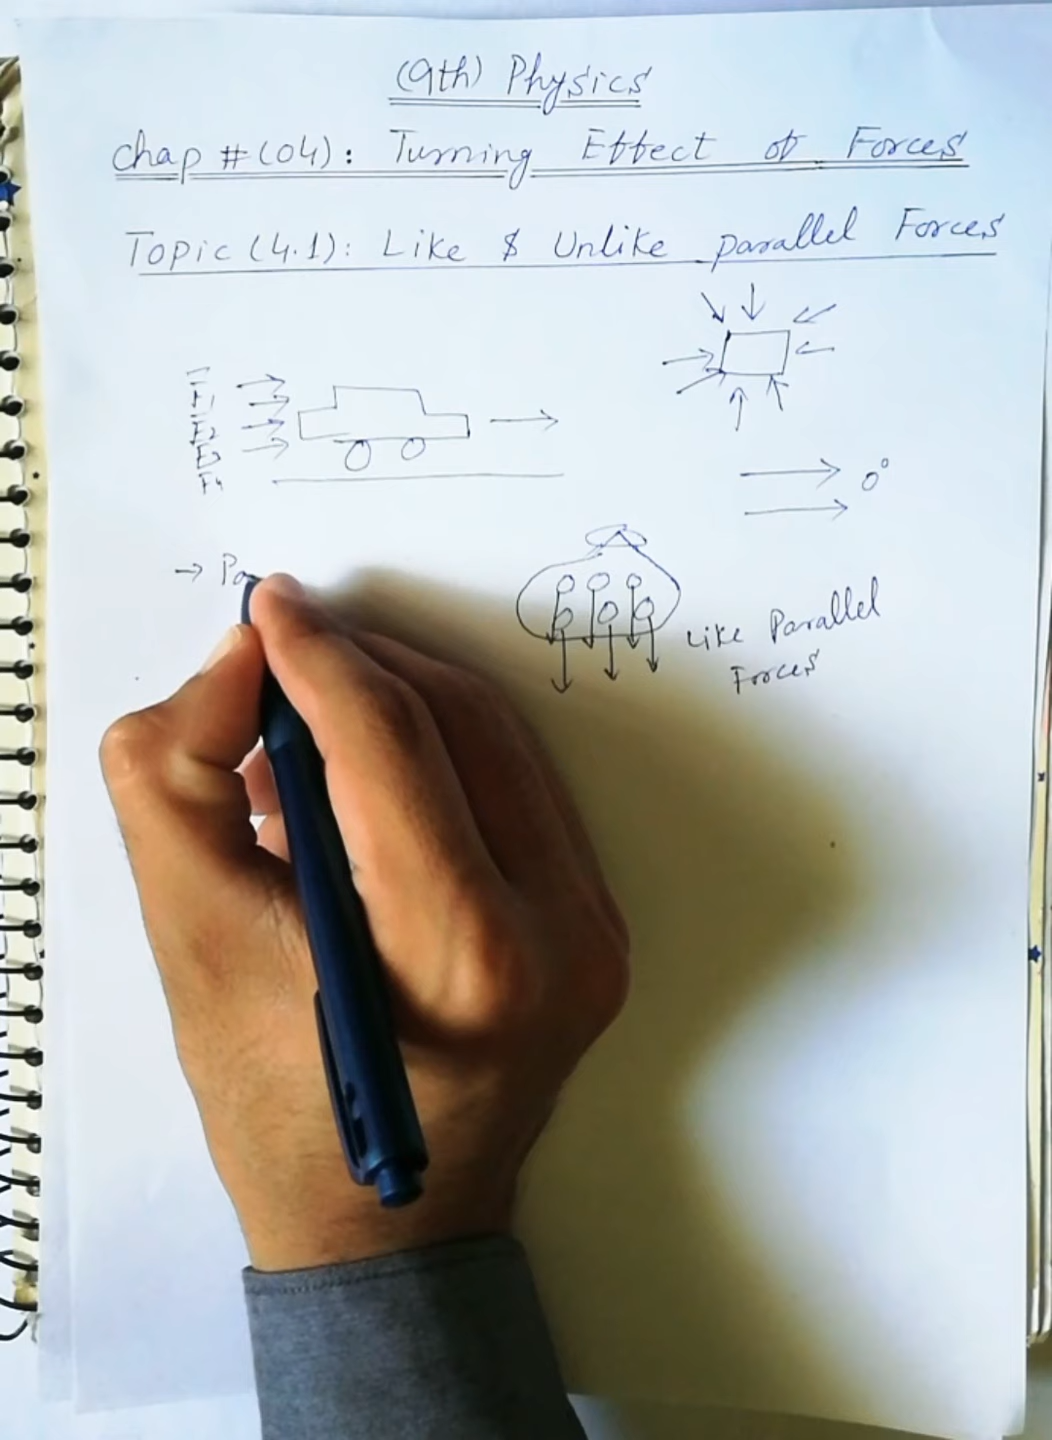 (9th) Physics
Chap # (04): Turning Effect of Forces
Topic (4.1): Like & Unlike parallel Forces
F1
F2
F3
F4
0°
→ Pa
Like Parallel
Forces